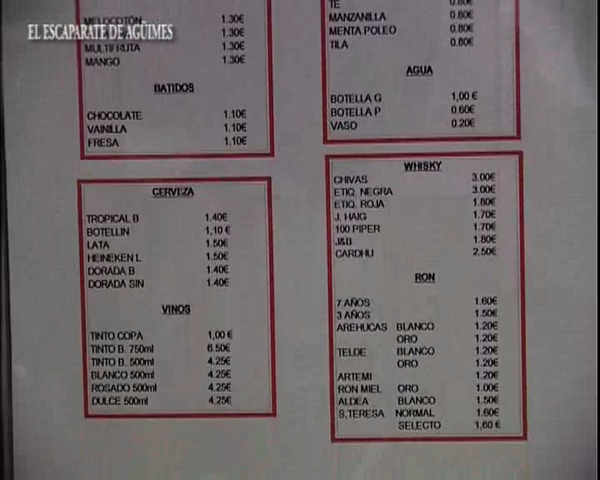 EL ESCAPARATE DE AGÜIMES
MELOCOTÓN 1.30€
MULTIFRUTA 1.30€
MANGO 1.30€
BATIDOS
CHOCOLATE 1.10€
VAINILLA 1.10€
FRESA 1.10€
CERVEZA
TROPICAL B 1.40€
BOTELLIN 1,10 €
LATA 1.50€
HEINEKEN L 1.50€
DORADA B 1.40€
DORADA SIN 1.40€
VINOS
TINTO COPA 1,00 €
TINTO B. 750ml 6.50€
TINTO B. 500ml 4.25€
BLANCO 500ml 4.25€
ROSADO 500ml 4.25€
DULCE 500ml 4.25€
TE 0.80€
MANZANILLA 0.80€
MENTA POLEO 0.80€
TILA 0.80€
AGUA
BOTELLA G 1,00 €
BOTELLA P 0.60€
VASO 0.20€
WHISKY
CHIVAS 3.00€
ETIQ. NEGRA 3.00€
ETIQ. ROJA 1.80€
J. HAIG 1.70€
100 PIPER 1.70€
J&B 1.80€
CARDHU 2.50€
RON
7 AÑOS 1.60€
3 AÑOS 1.50€
AREHUCAS BLANCO 1.20€
ORO 1.20€
TELDE BLANCO 1.20€
ORO 1.20€
ARTEMI 1.20€
RON MIEL ORO 1.00€
ALDEA BLANCO 1.50€
S,TERESA NORMAL 1.60€
SELECTO 1,60 €